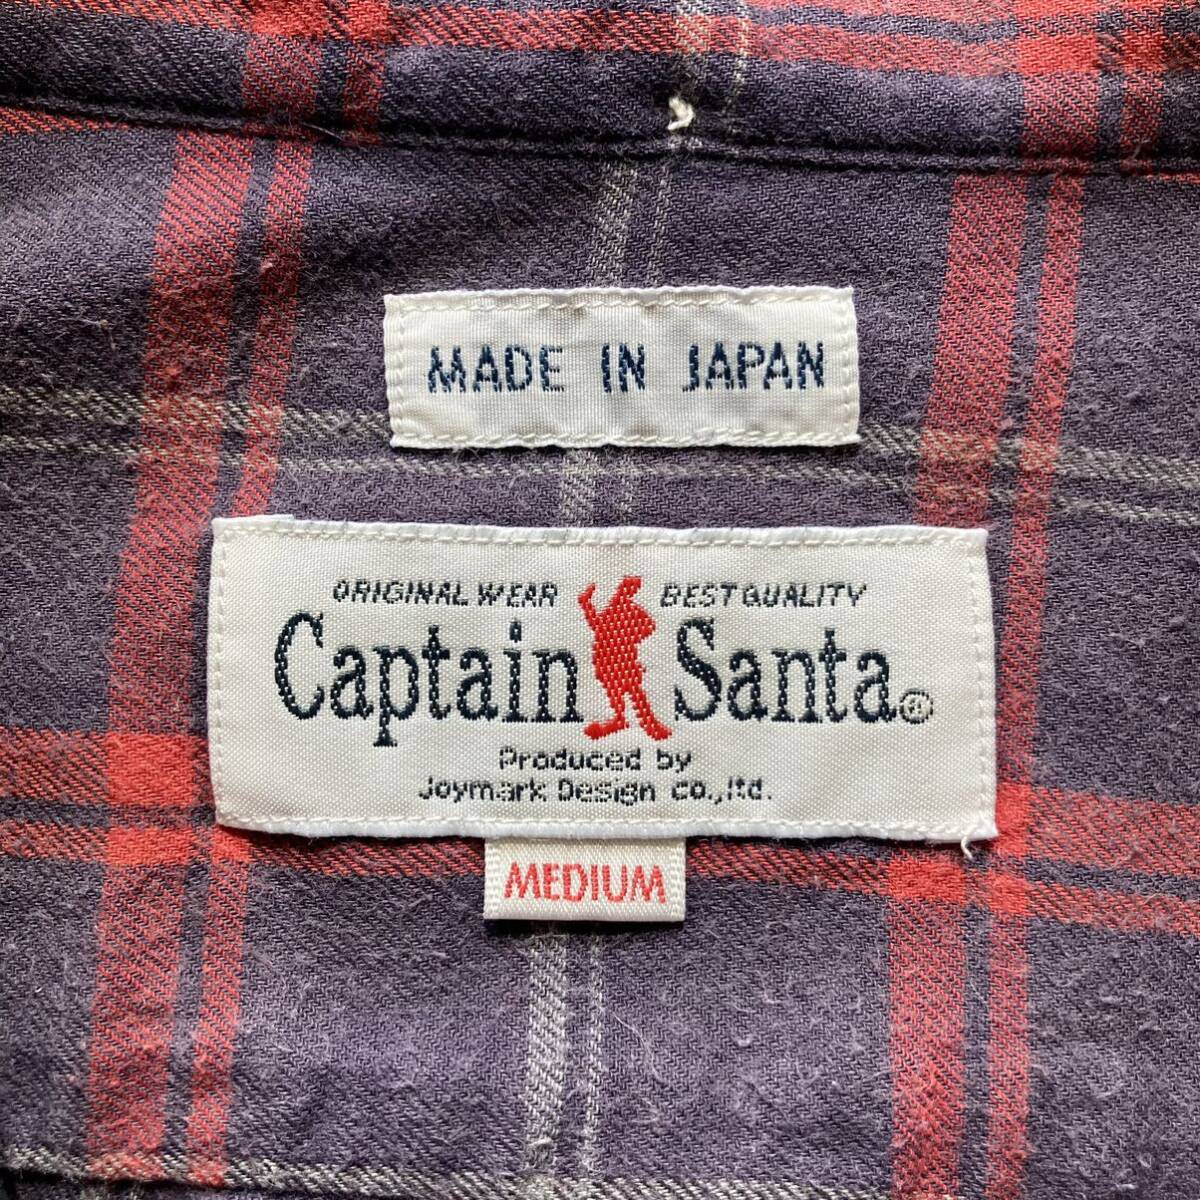 MADE IN JAPAN
ORIGINAL WEAR BEST QUALITY
Captain Santa®
Produced by
Joymark Design co.,ltd.
MEDIUM